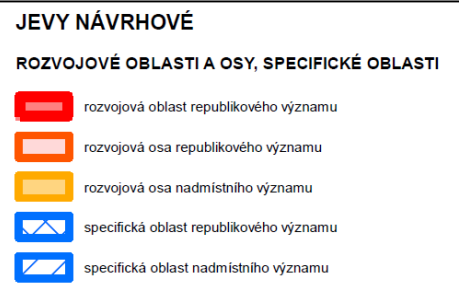 JEVY NÁVRHOVÉ
ROZVOJOVÉ OBLASTI A OSY, SPECIFICKÉ OBLASTI
rozvojová oblast republikového významu
rozvojová osa republikového významu
rozvojová osa nadmístního významu
specifická oblast republikového významu
specifická oblast nadmístního významu